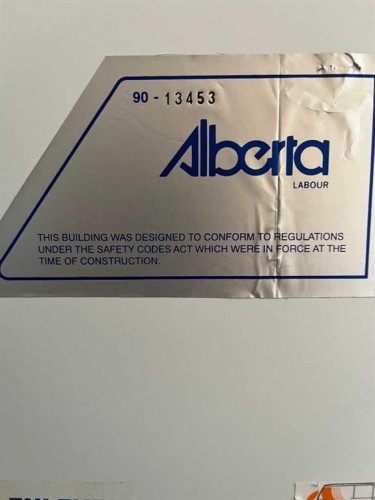 90 - 13453
Alberta
LABOUR
THIS BUILDING WAS DESIGNED TO CONFORM TO REGULATIONS
UNDER THE SAFETY CODES ACT WHICH WERE IN FORCE AT THE
TIME OF CONSTRUCTION.